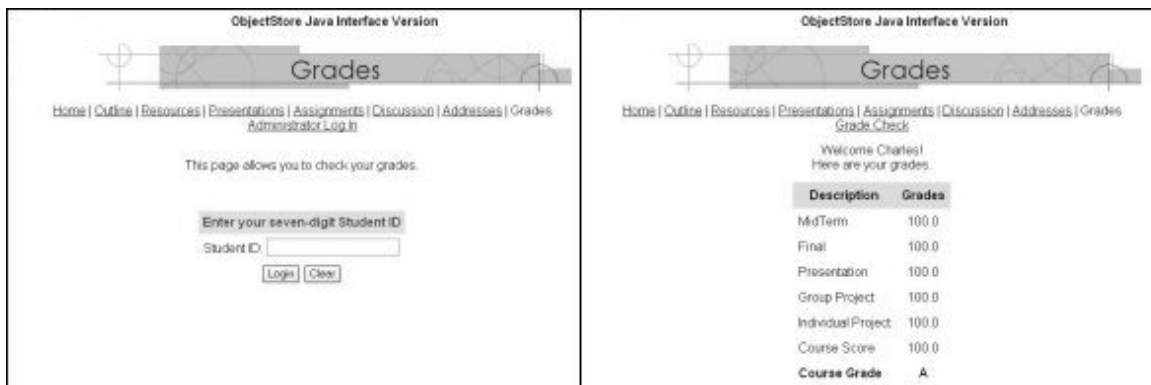 ObjectStore Java Interface Version
Grades
Home | Outline | Resources | Presentations | Assignments | Discussion | Addresses | Grades
Administrator Log In
This page allows you to check your grades.
Enter your seven-digit Student ID
Student ID:
Login Clear
ObjectStore Java Interface Version
Grades
Home | Outline | Resources | Presentations | Assignments | Discussion | Addresses | Grades
Grade Check
Welcome Charles!
Here are your grades.
Description Grades
MidTerm 100.0
Final 100.0
Presentation 100.0
Group Project 100.0
Individual Project 100.0
Course Score 100.0
Course Grade A